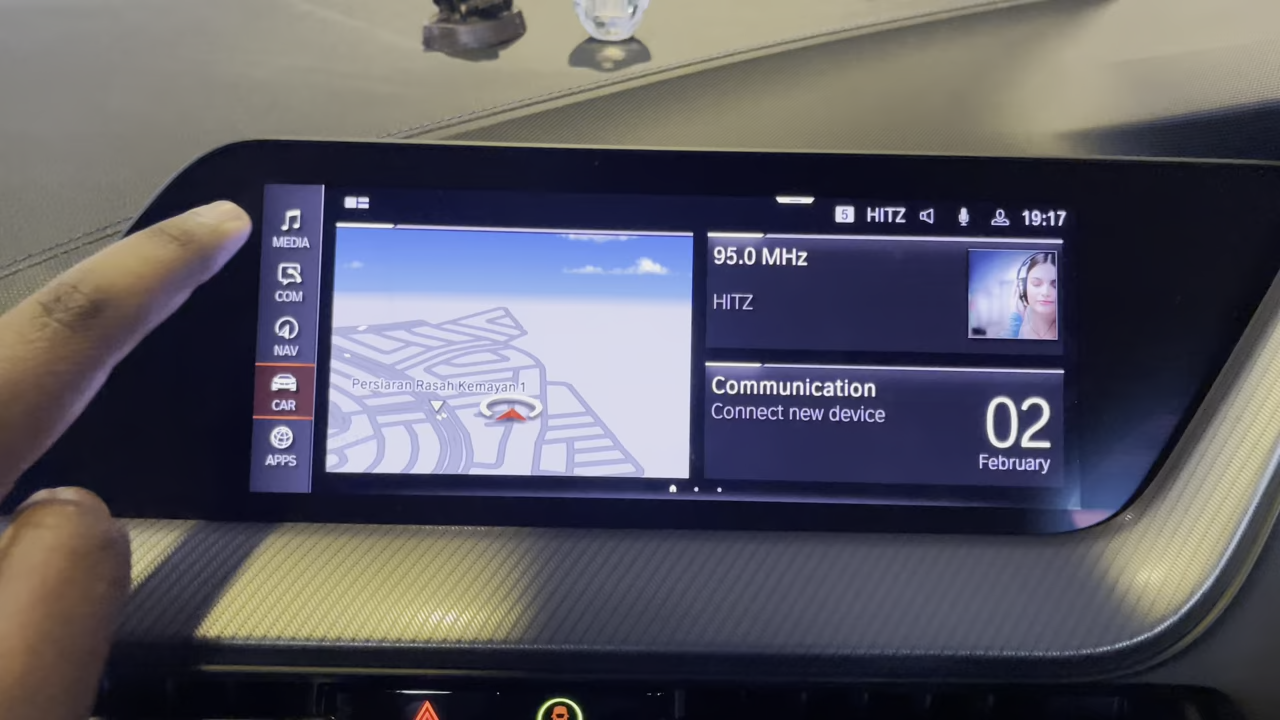 MEDIA
COM
NAV
CAR
APPS
5 HITZ 19:17
Persiaran Rasah Kemayan 1
95.0 MHz
HITZ
Communication
Connect new device
02
February